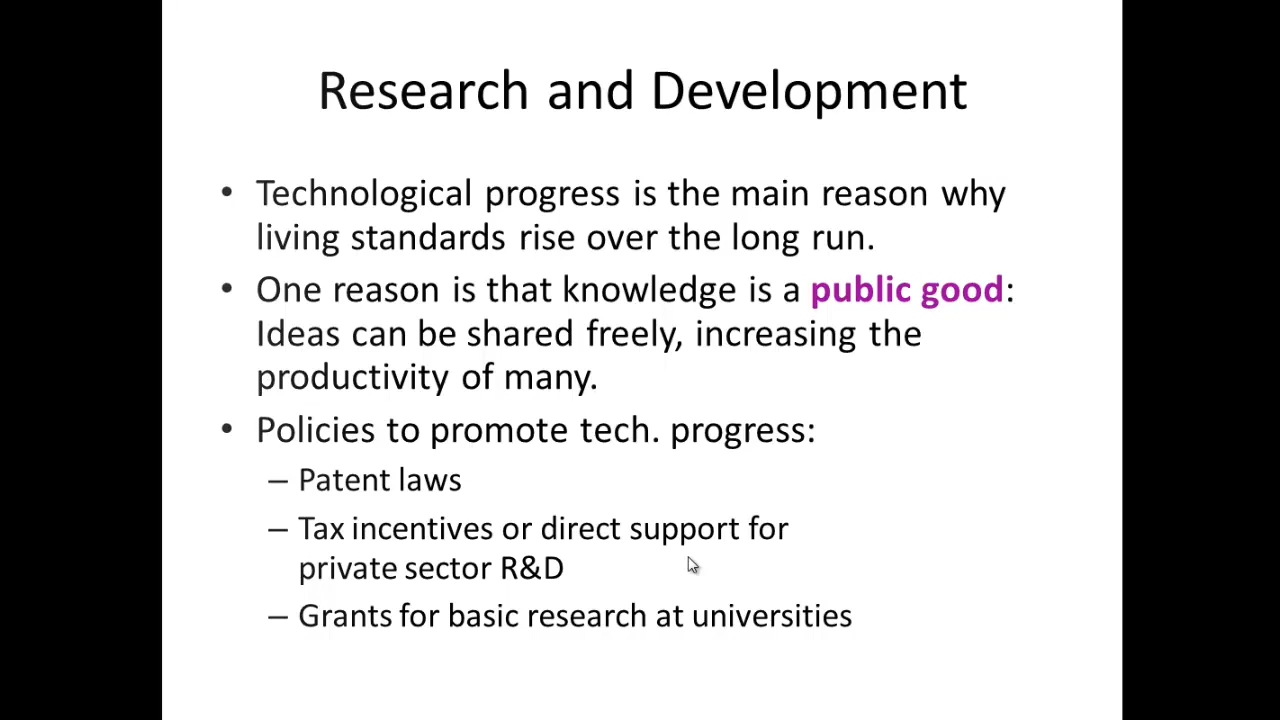 Research and Development
• Technological progress is the main reason why
living standards rise over the long run.
• One reason is that knowledge is a public good:
Ideas can be shared freely, increasing the
productivity of many.
• Policies to promote tech. progress:
– Patent laws
– Tax incentives or direct support for
private sector R&D
– Grants for basic research at universities